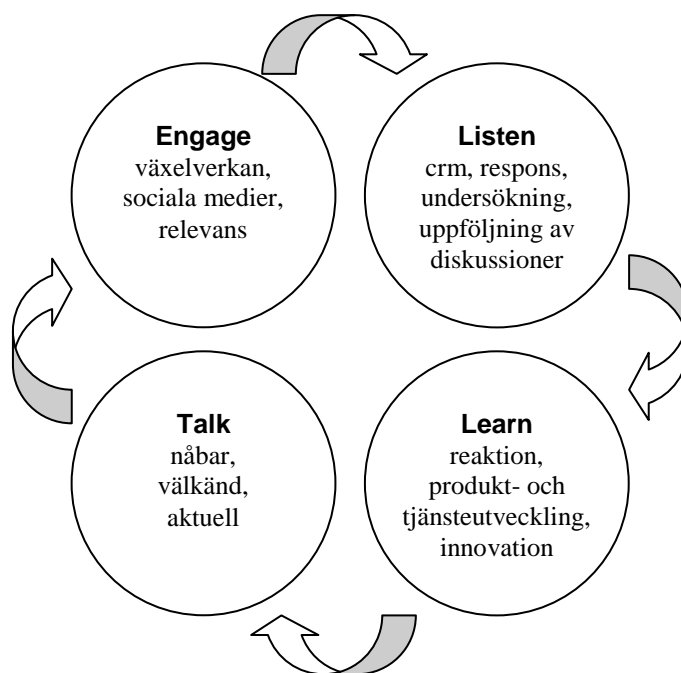 Engage
växelverkan,
sociala medier,
relevans
Listen
crm, respons,
undersökning,
uppföljning av
diskussioner
Talk
nåbar,
välkänd,
aktuell
Learn
reaktion,
produkt- och
tjänsteutveckling,
innovation